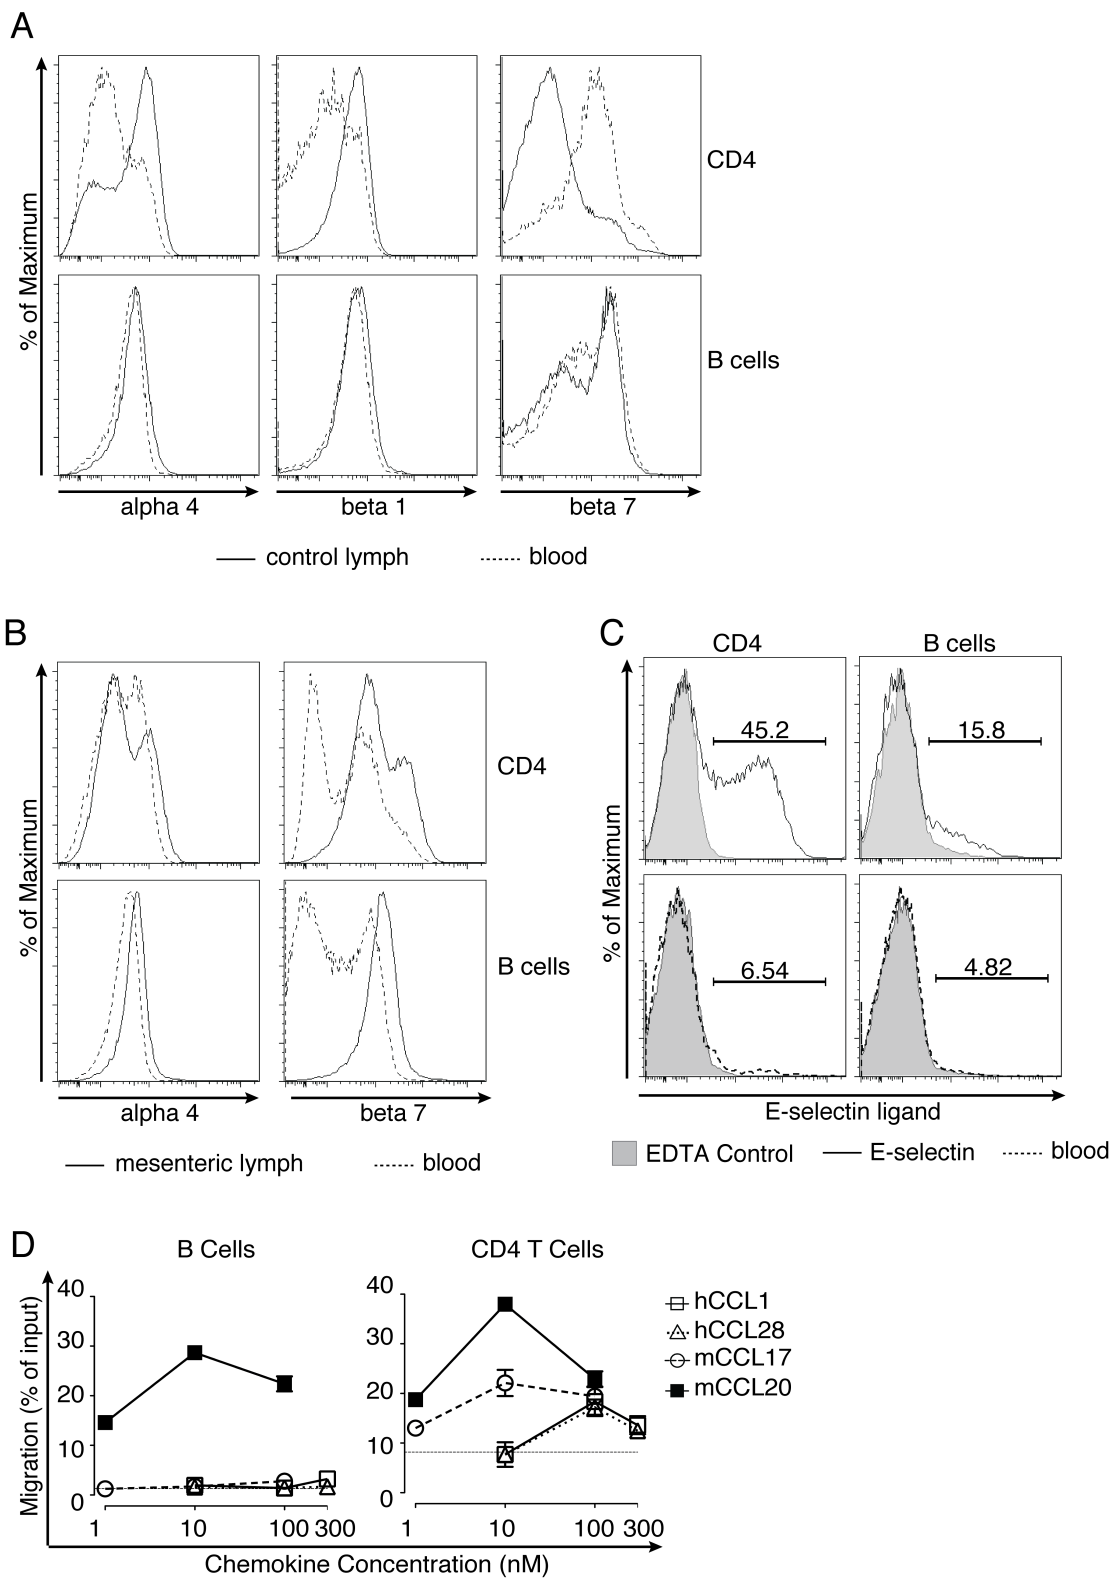 A
% of Maximum
CD4
B cells
alpha 4
beta 1
beta 7
control lymph
blood
B
% of Maximum
CD4
B cells
alpha 4
beta 7
mesenteric lymph
blood
C
CD4
B cells
% of Maximum
45.2
15.8
6.54
4.82
E-selectin ligand
EDTA Control
E-selectin
blood
D
B Cells
CD4 T Cells
Migration (% of input)
40
30
20
10
0
1
10
100
300
40
30
20
10
0
1
10
100
300
Chemokine Concentration (nM)
hCCL1
hCCL28
mCCL17
mCCL20